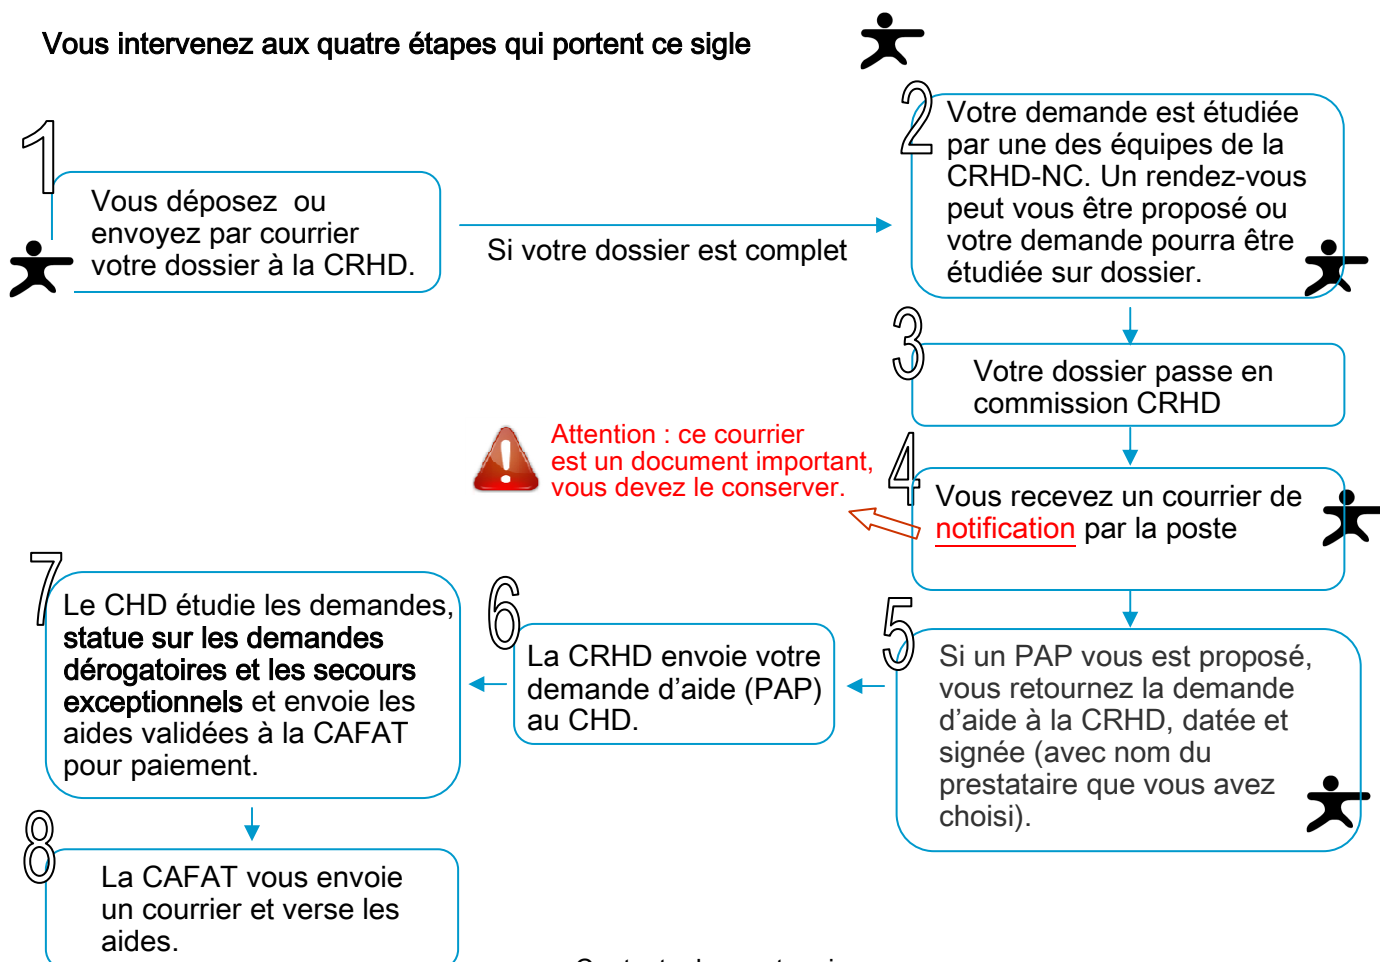 Vous intervenez aux quatre étapes qui portent ce sigle
1
Vous déposez ou
envoyez par courrier
votre dossier à la CRHD.
Si votre dossier est complet
2
Votre demande est étudiée
par une des équipes de la
CRHD-NC. Un rendez-vous
peut vous être proposé ou
votre demande pourra être
étudiée sur dossier.
3
Votre dossier passe en
commission CRHD
4
Vous recevez un courrier de
notification par la poste
Attention : ce courrier
est un document important,
vous devez le conserver.
5
Si un PAP vous est proposé,
vous retournez la demande
d'aide à la CRHD, datée et
signée (avec nom du
prestataire que vous avez
choisi).
6
La CRHD envoie votre
demande d'aide (PAP)
au CHD.
7
Le CHD étudie les demandes,
statue sur les demandes
dérogatoires et les secours
exceptionnels et envoie les
aides validées à la CAFAT
pour paiement.
8
La CAFAT vous envoie
un courrier et verse les
aides.